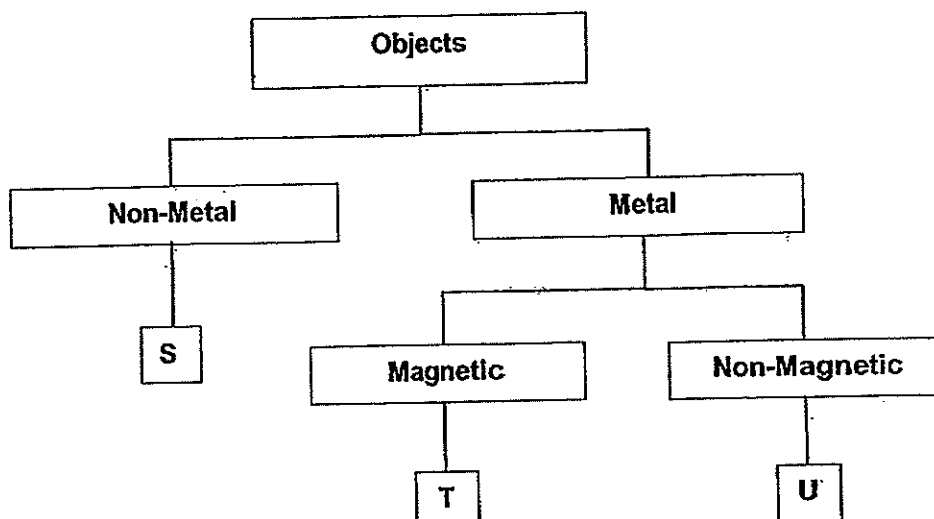 Objects
Non-Metal
Metal
S
Magnetic
Non-Magnetic
T
U